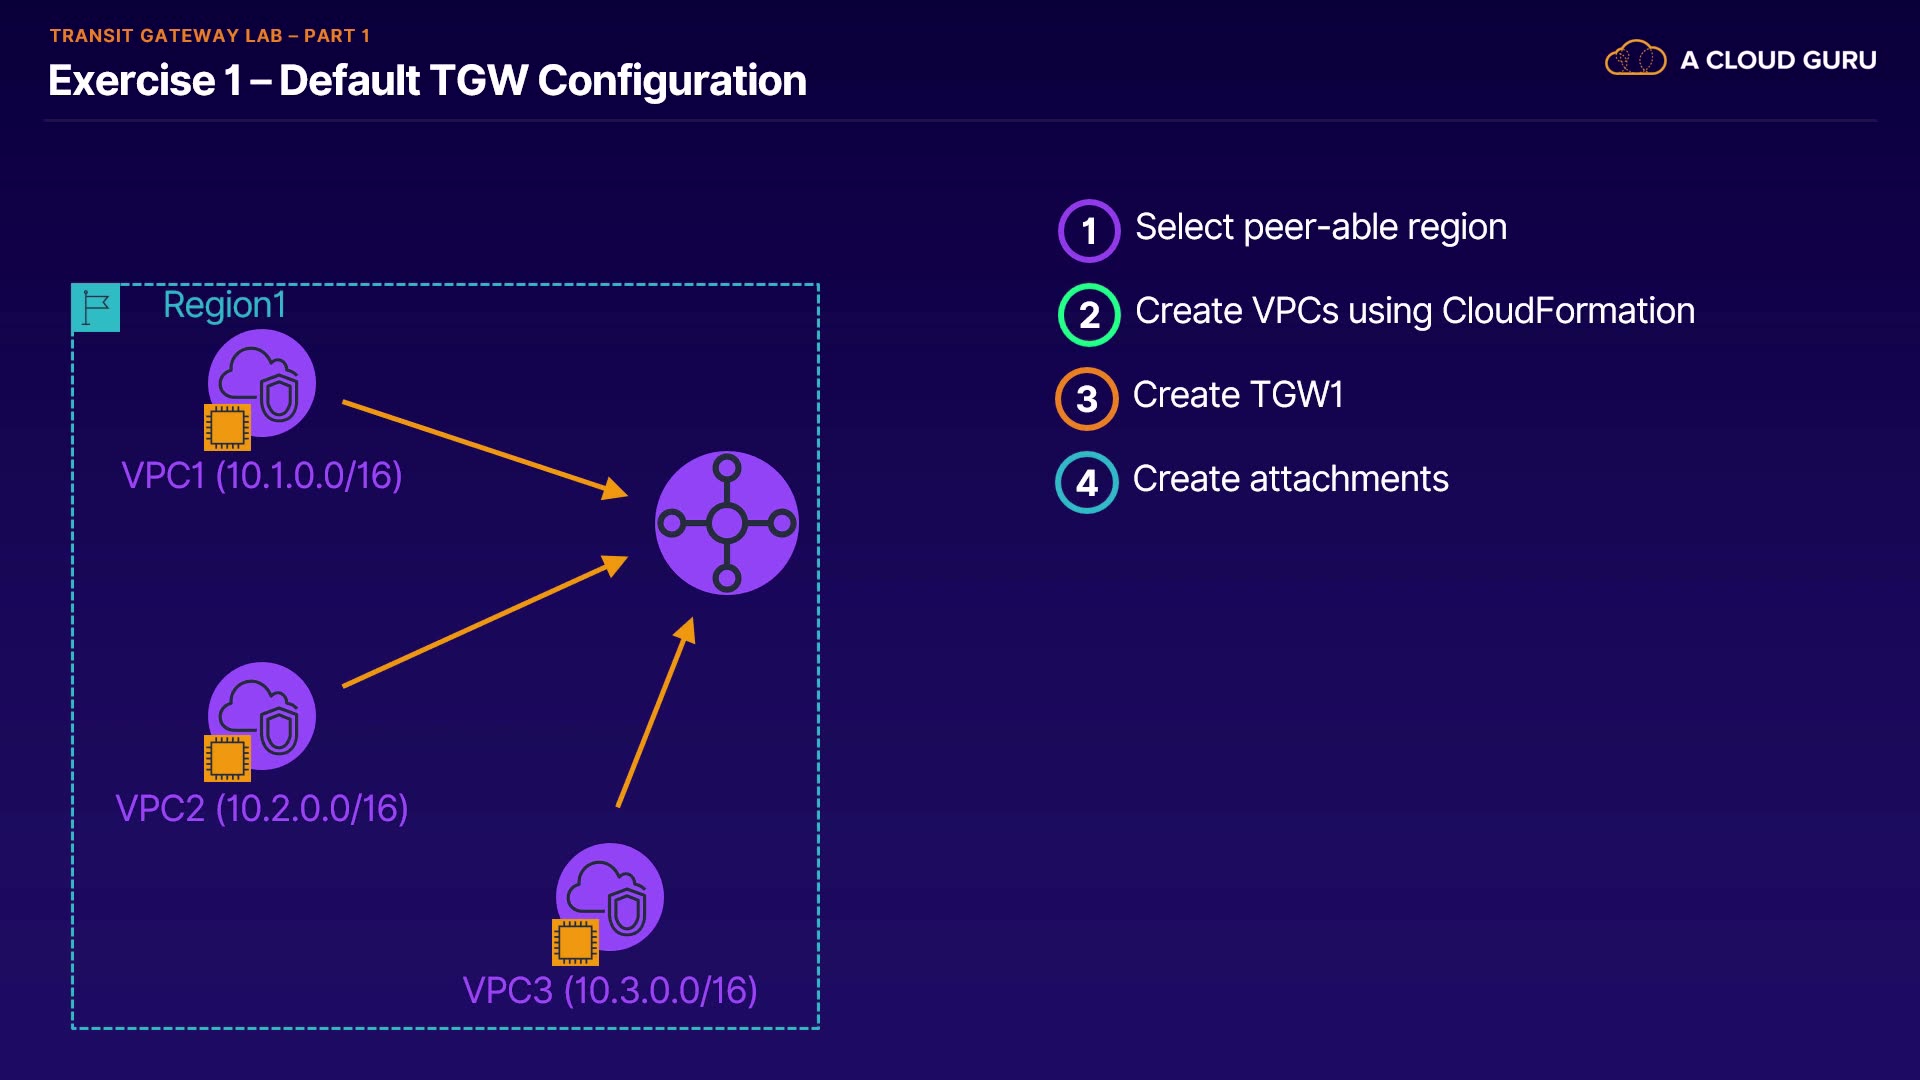 TRANSIT GATEWAY LAB – PART 1
Exercise 1 – Default TGW Configuration
A CLOUD GURU
Region1
VPC1 (10.1.0.0/16)
VPC2 (10.2.0.0/16)
VPC3 (10.3.0.0/16)
1 Select peer-able region
2 Create VPCs using CloudFormation
3 Create TGW1
4 Create attachments